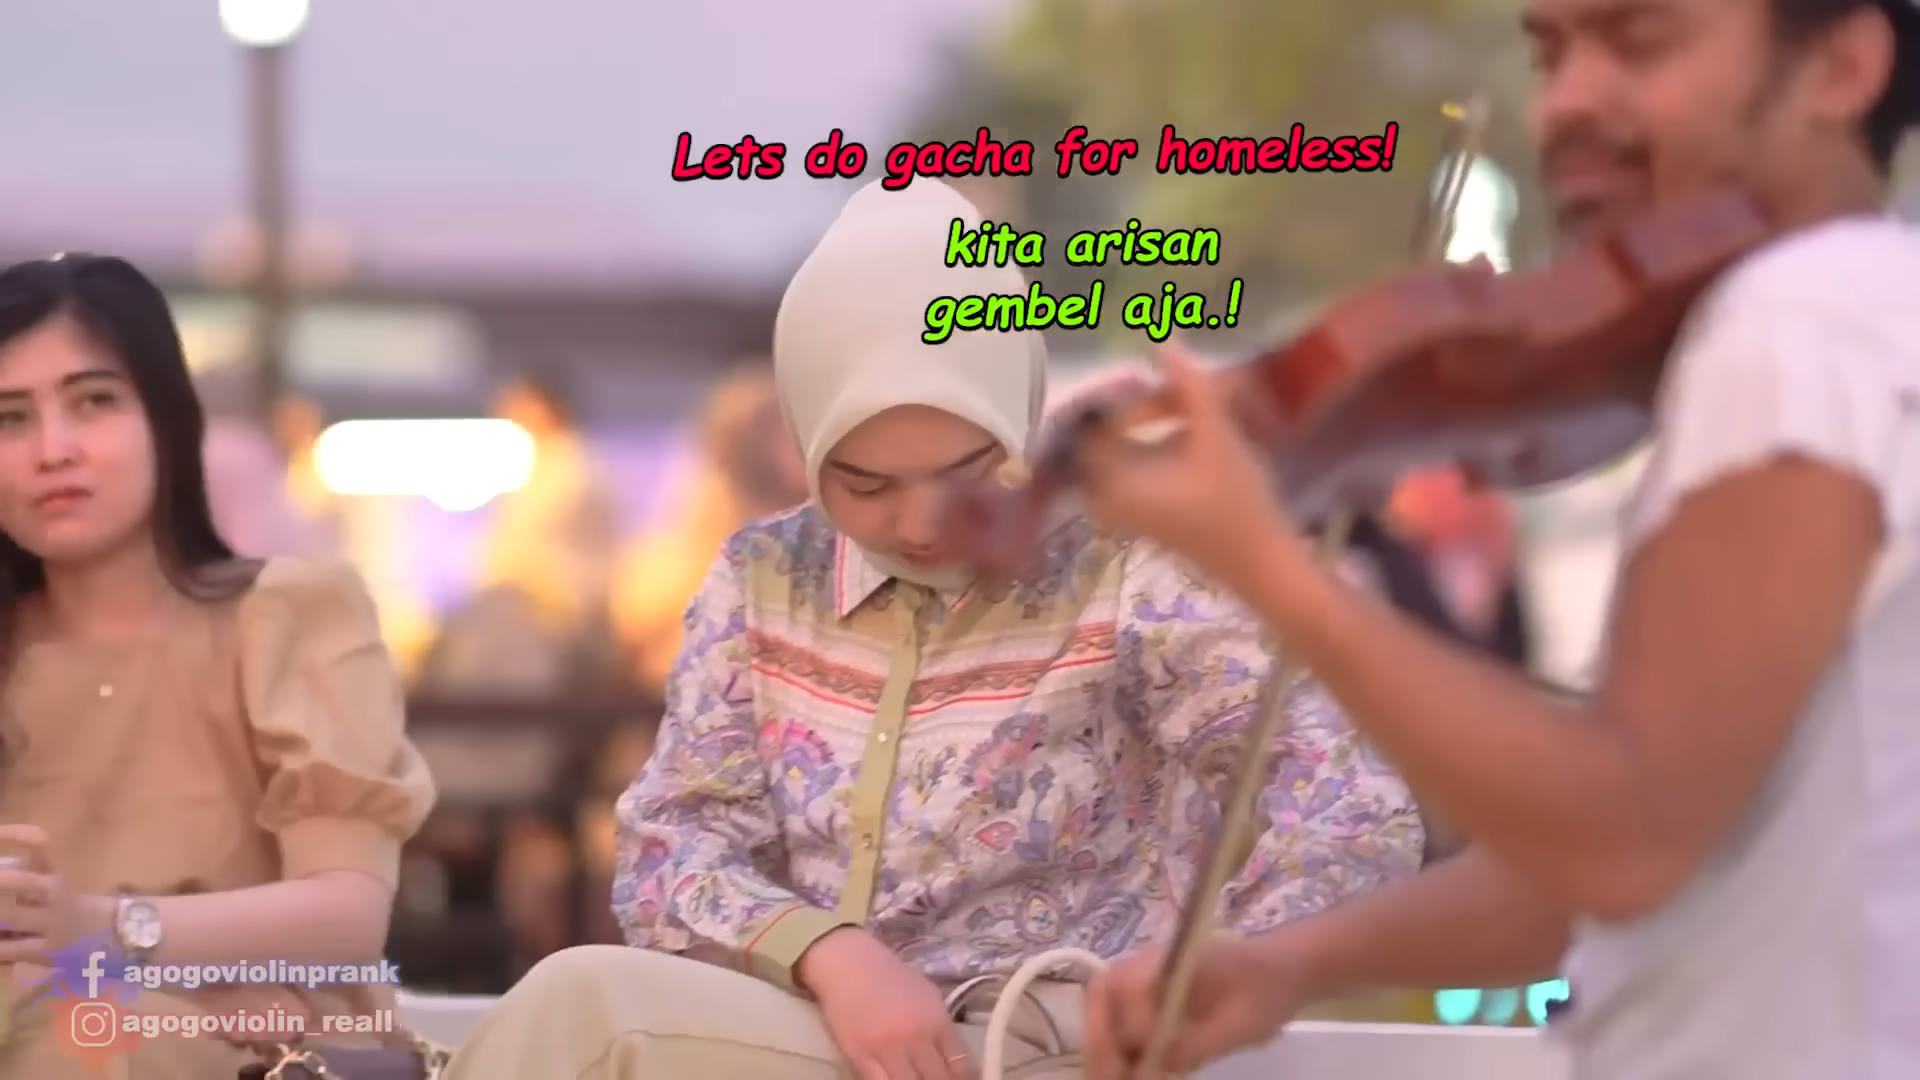 Lets do gacha for homeless!
kita arisan
gembel aja.!
agogoviolinprank
agogoviolin_reall